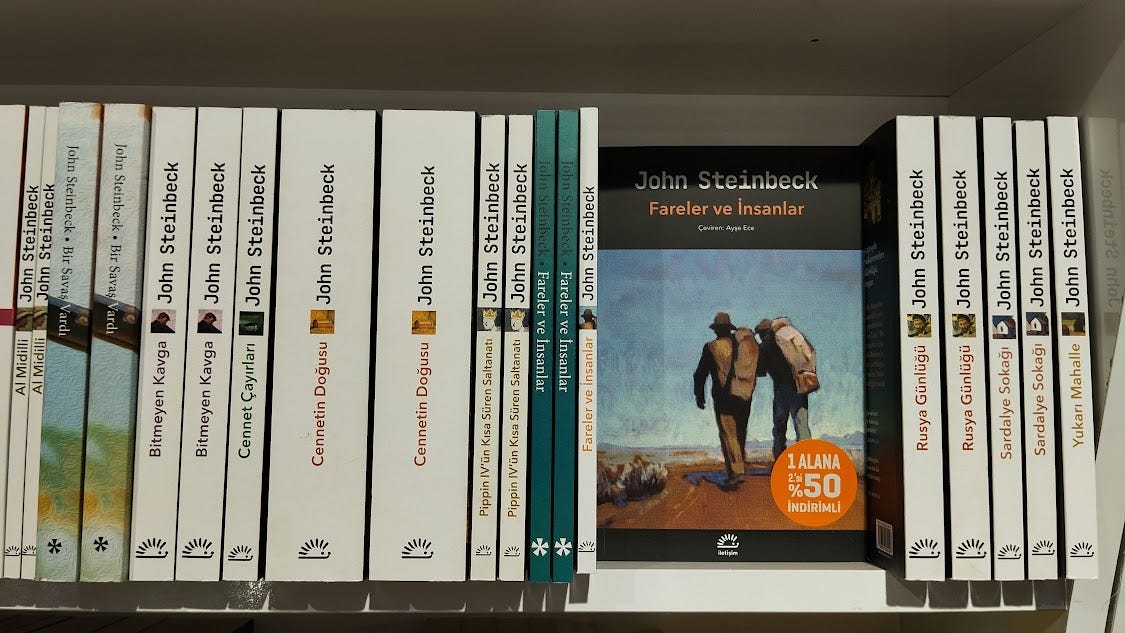 John Steinbeck Al Midilli
John Steinbeck Al Midilli
John Steinbeck • Bir Savaş Vardı
John Steinbeck • Bir Savaş Vardı
John Steinbeck Bitmeyen Kavga
John Steinbeck Bitmeyen Kavga
John Steinbeck Cennet Çayırları
John Steinbeck Cennetin Doğusu
John Steinbeck Cennetin Doğusu
John Steinbeck Pippin IV'ün Kısa Süren Saltanatı
John Steinbeck Pippin IV'ün Kısa Süren Saltanatı
John Steinbeck • Fareler ve İnsanlar
John Steinbeck • Fareler ve İnsanlar
John Steinbeck Fareler ve İnsanlar
John Steinbeck
Fareler ve İnsanlar
Çeviren: Ayşe Ece
1 ALANA
2.'si
%50
İNDİRİMLİ
iletişim
John Steinbeck Rusya Günlüğü
John Steinbeck Rusya Günlüğü
John Steinbeck Sardalye Sokağı
John Steinbeck Sardalye Sokağı
John Steinbeck Yukarı Mahalle
John Steinbeck